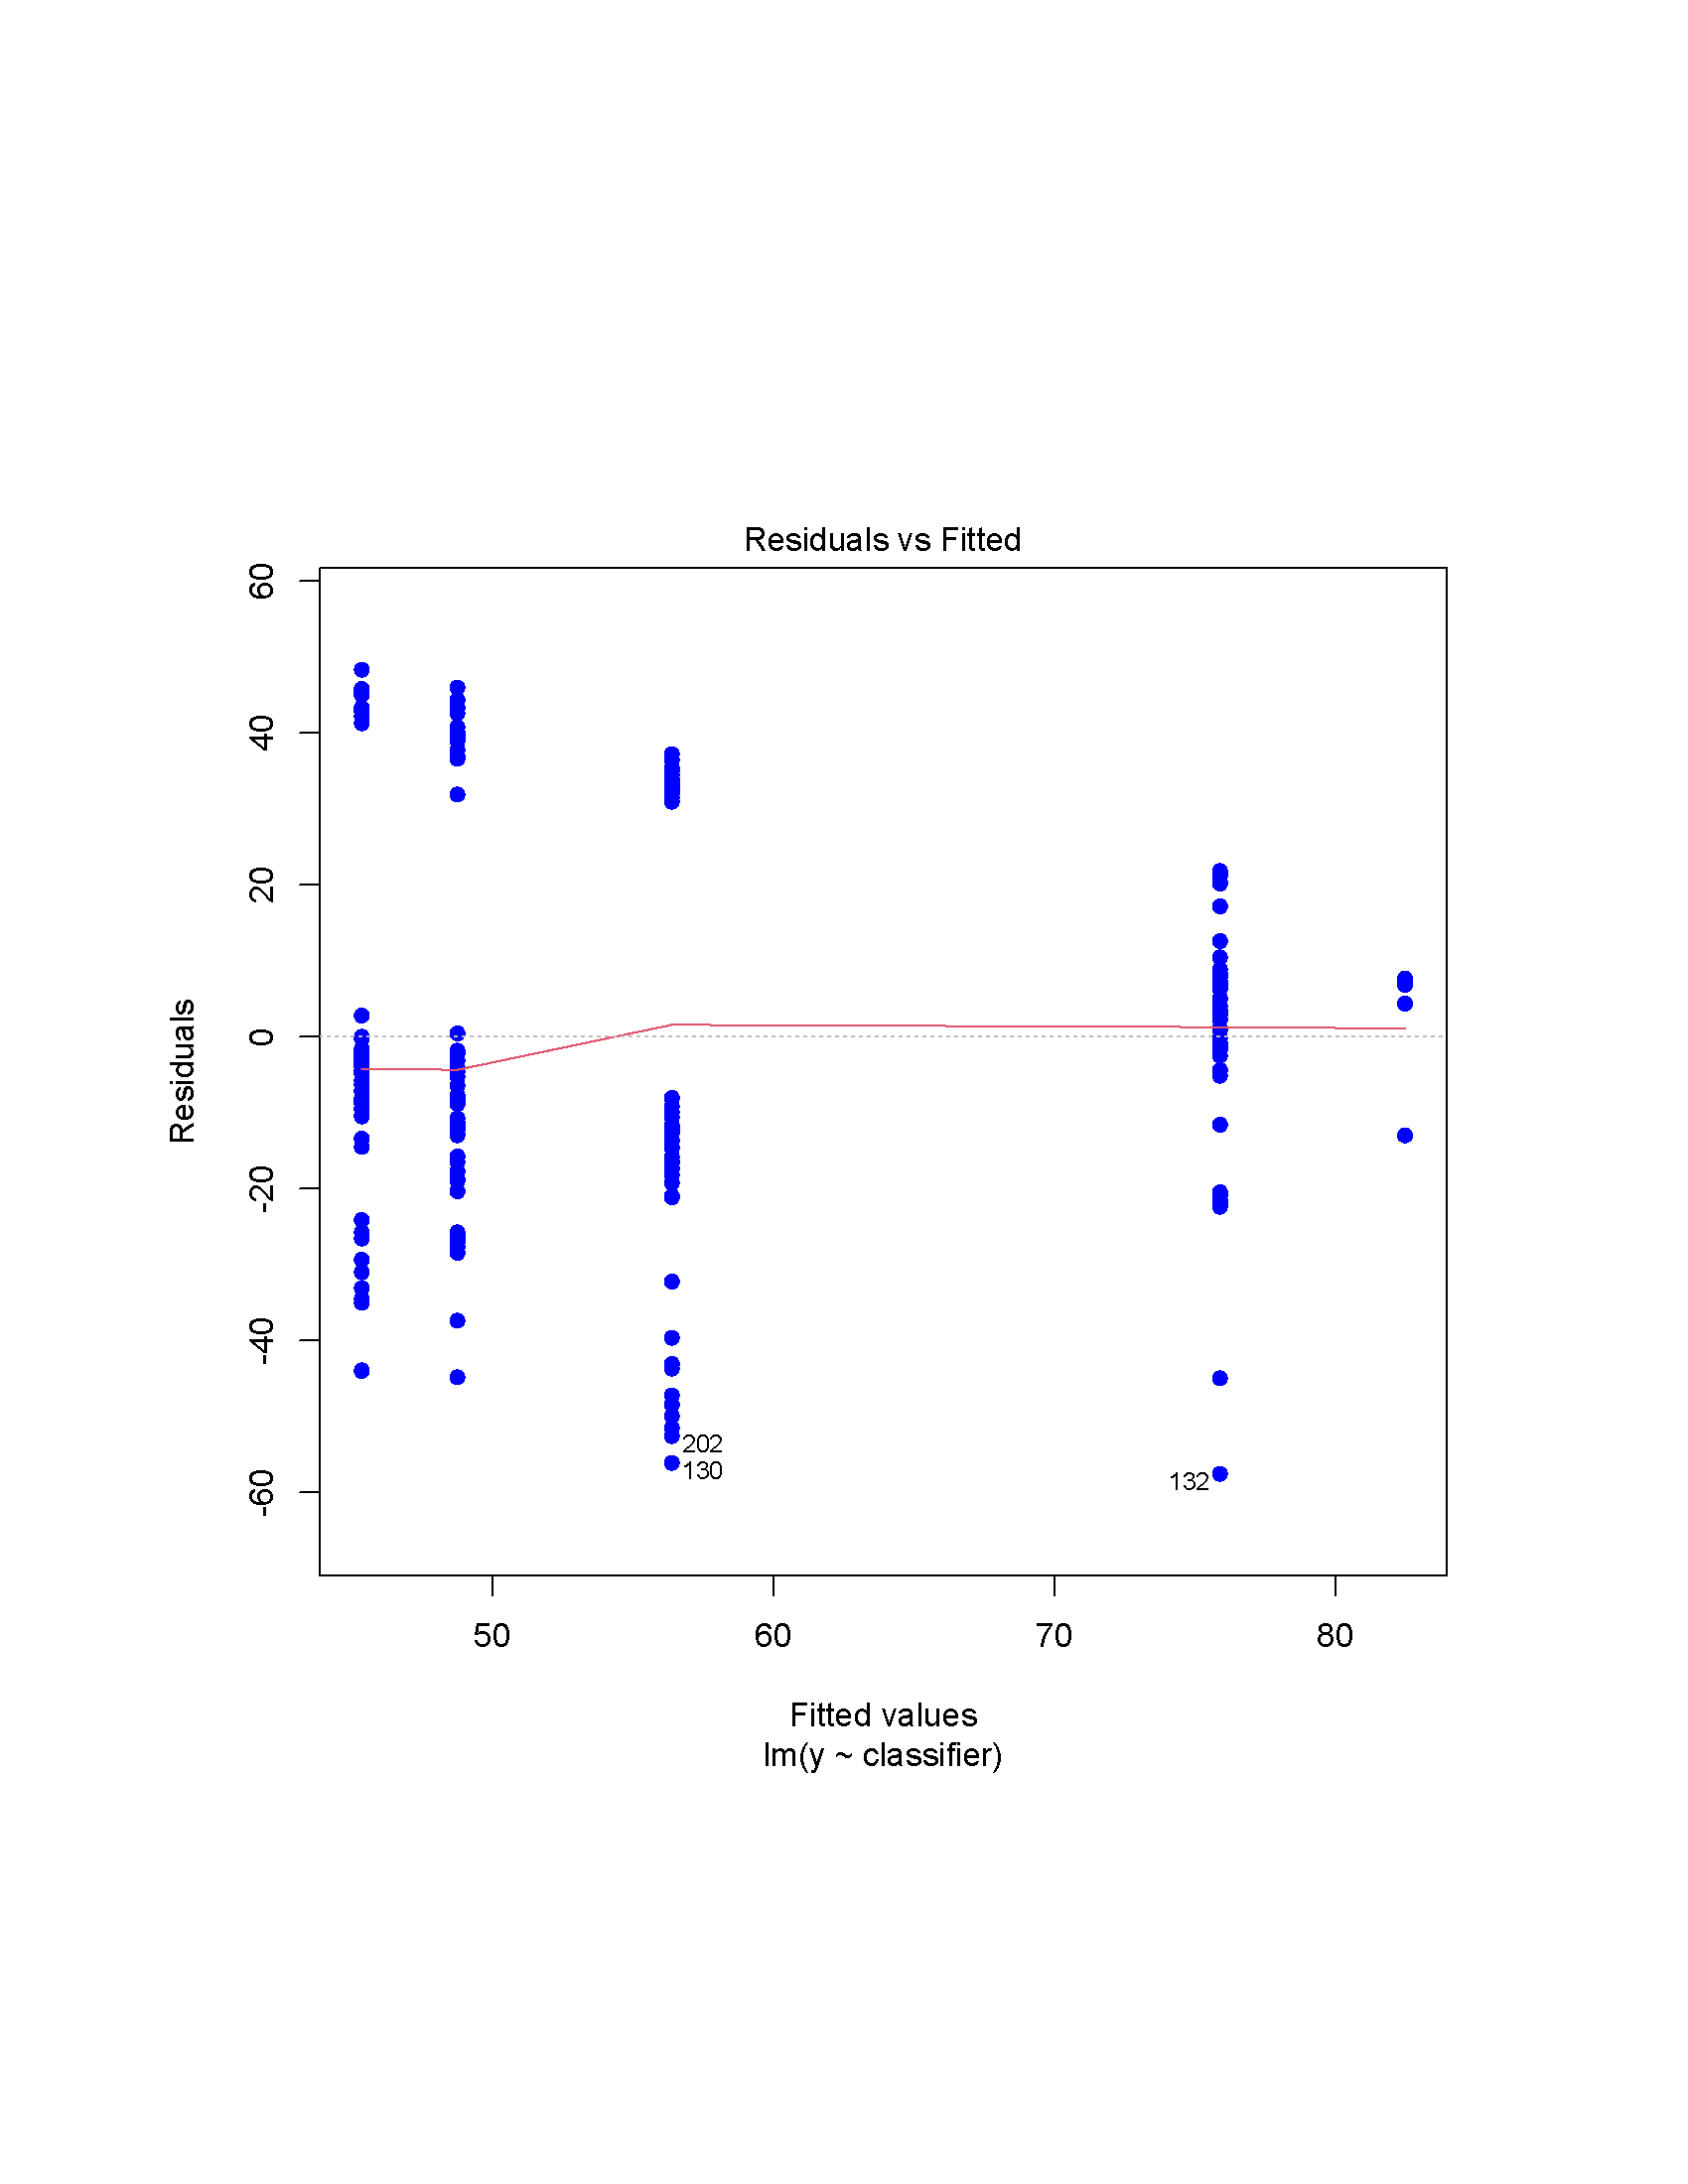 Residuals vs Fitted
60
40
20
0
-20
-40
-60
Residuals
202
130
132
50 60 70 80
Fitted values
lm(y ~ classifier)